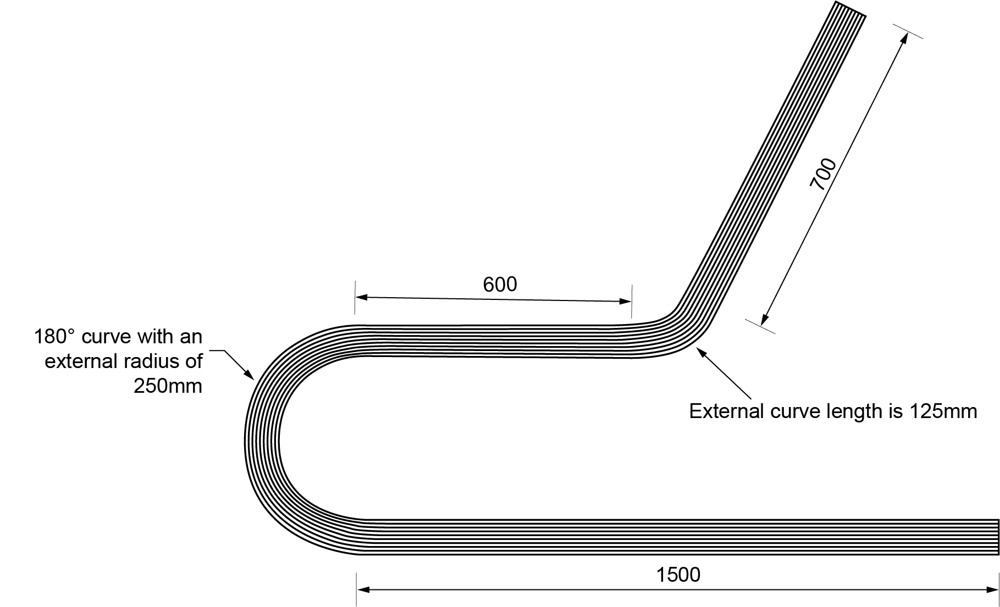 700
600
180° curve with an
external radius of
250mm
External curve length is 125mm
1500